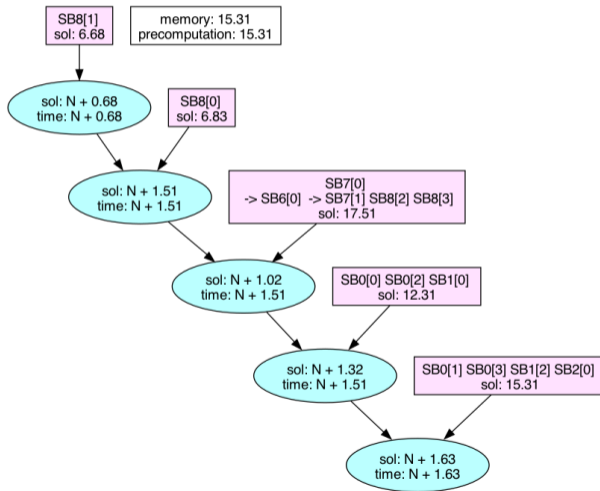 SB8[1]
sol: 6.68
memory: 15.31
precomputation: 15.31
sol: N + 0.68
time: N + 0.68
SB8[0]
sol: 6.83
sol: N + 1.51
time: N + 1.51
SB7[0]
-> SB6[0] -> SB7[1] SB8[2] SB8[3]
sol: 17.51
sol: N + 1.02
time: N + 1.51
SB0[0] SB0[2] SB1[0]
sol: 12.31
sol: N + 1.32
time: N + 1.51
SB0[1] SB0[3] SB1[2] SB2[0]
sol: 15.31
sol: N + 1.63
time: N + 1.63